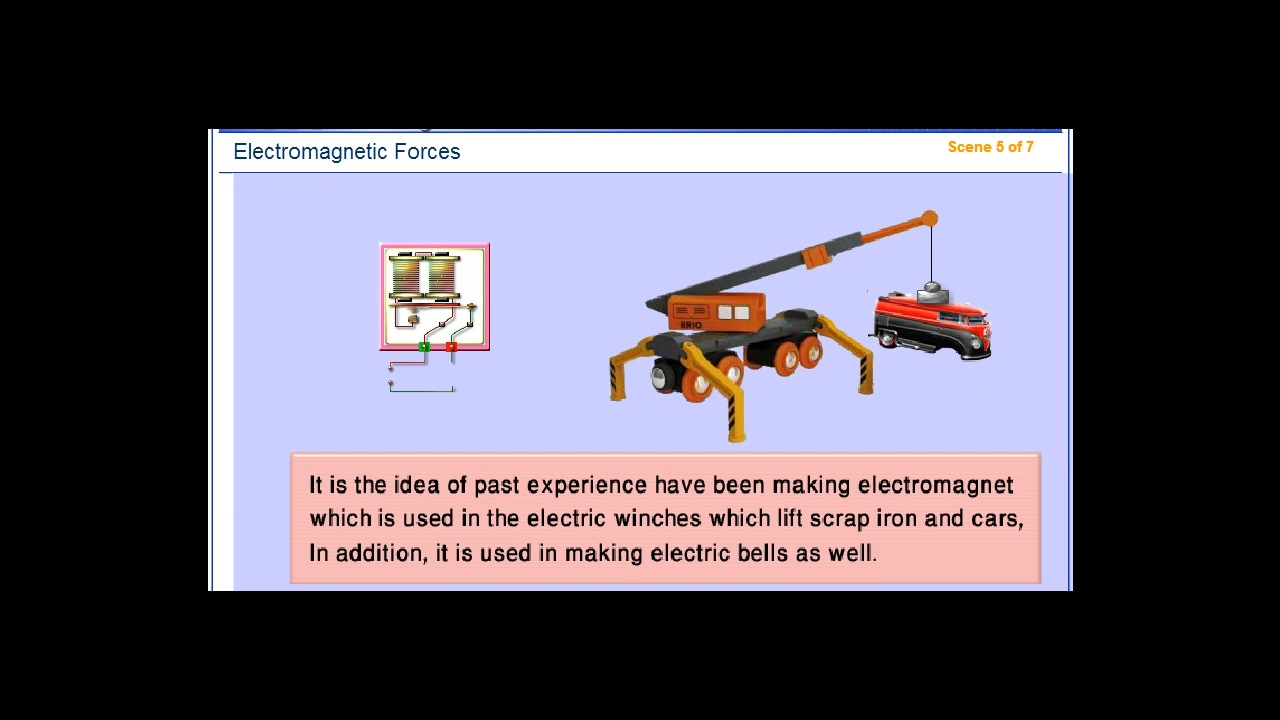 Electromagnetic Forces
Scene 5 of 7
BRIO
It is the idea of past experience have been making electromagnet
which is used in the electric winches which lift scrap iron and cars,
In addition, it is used in making electric bells as well.